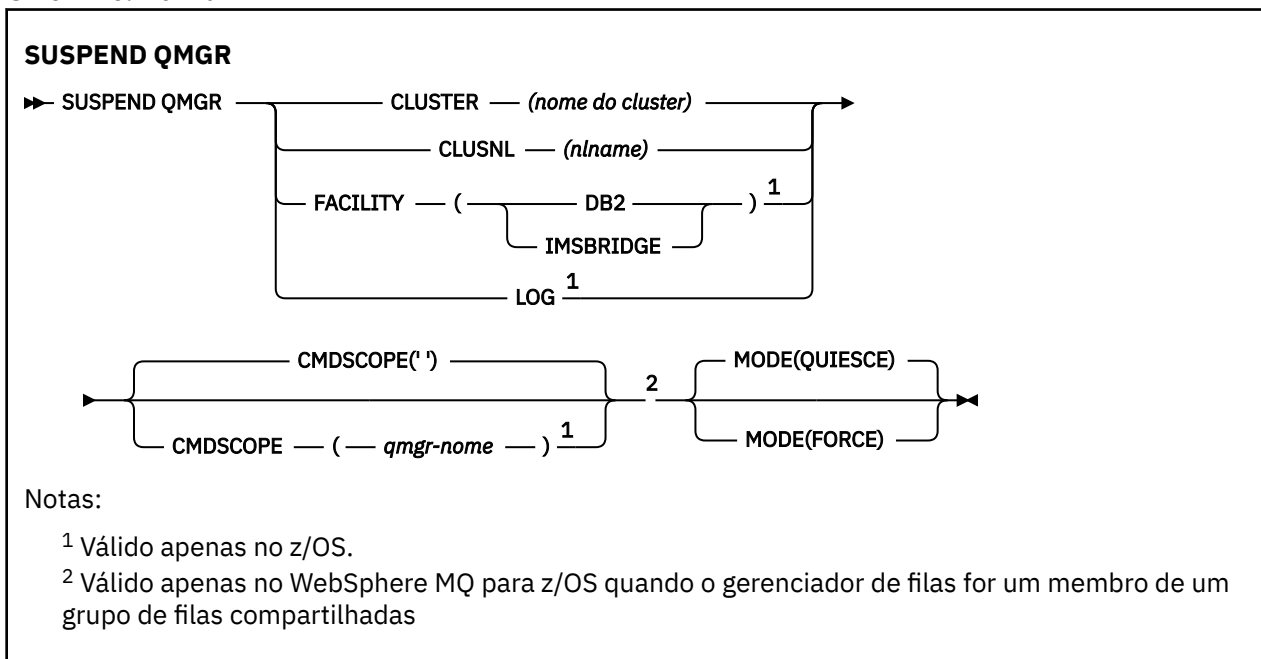 SUSPEND QMGR
SUSPEND QMGR
CLUSTER — (nome do cluster)
CLUSNL — (nlname)
FACILITY — ( DB2 ) 1
IMSBRIDGE
LOG 1
CMDSCOPE(' ')
CMDSCOPE — ( — qmgr-nome — ) 1
2
MODE(QUIESCE)
MODE(FORCE)
Notas:
1 Válido apenas no z/OS.
2 Válido apenas no WebSphere MQ para z/OS quando o gerenciador de filas for um membro de um
grupo de filas compartilhadas